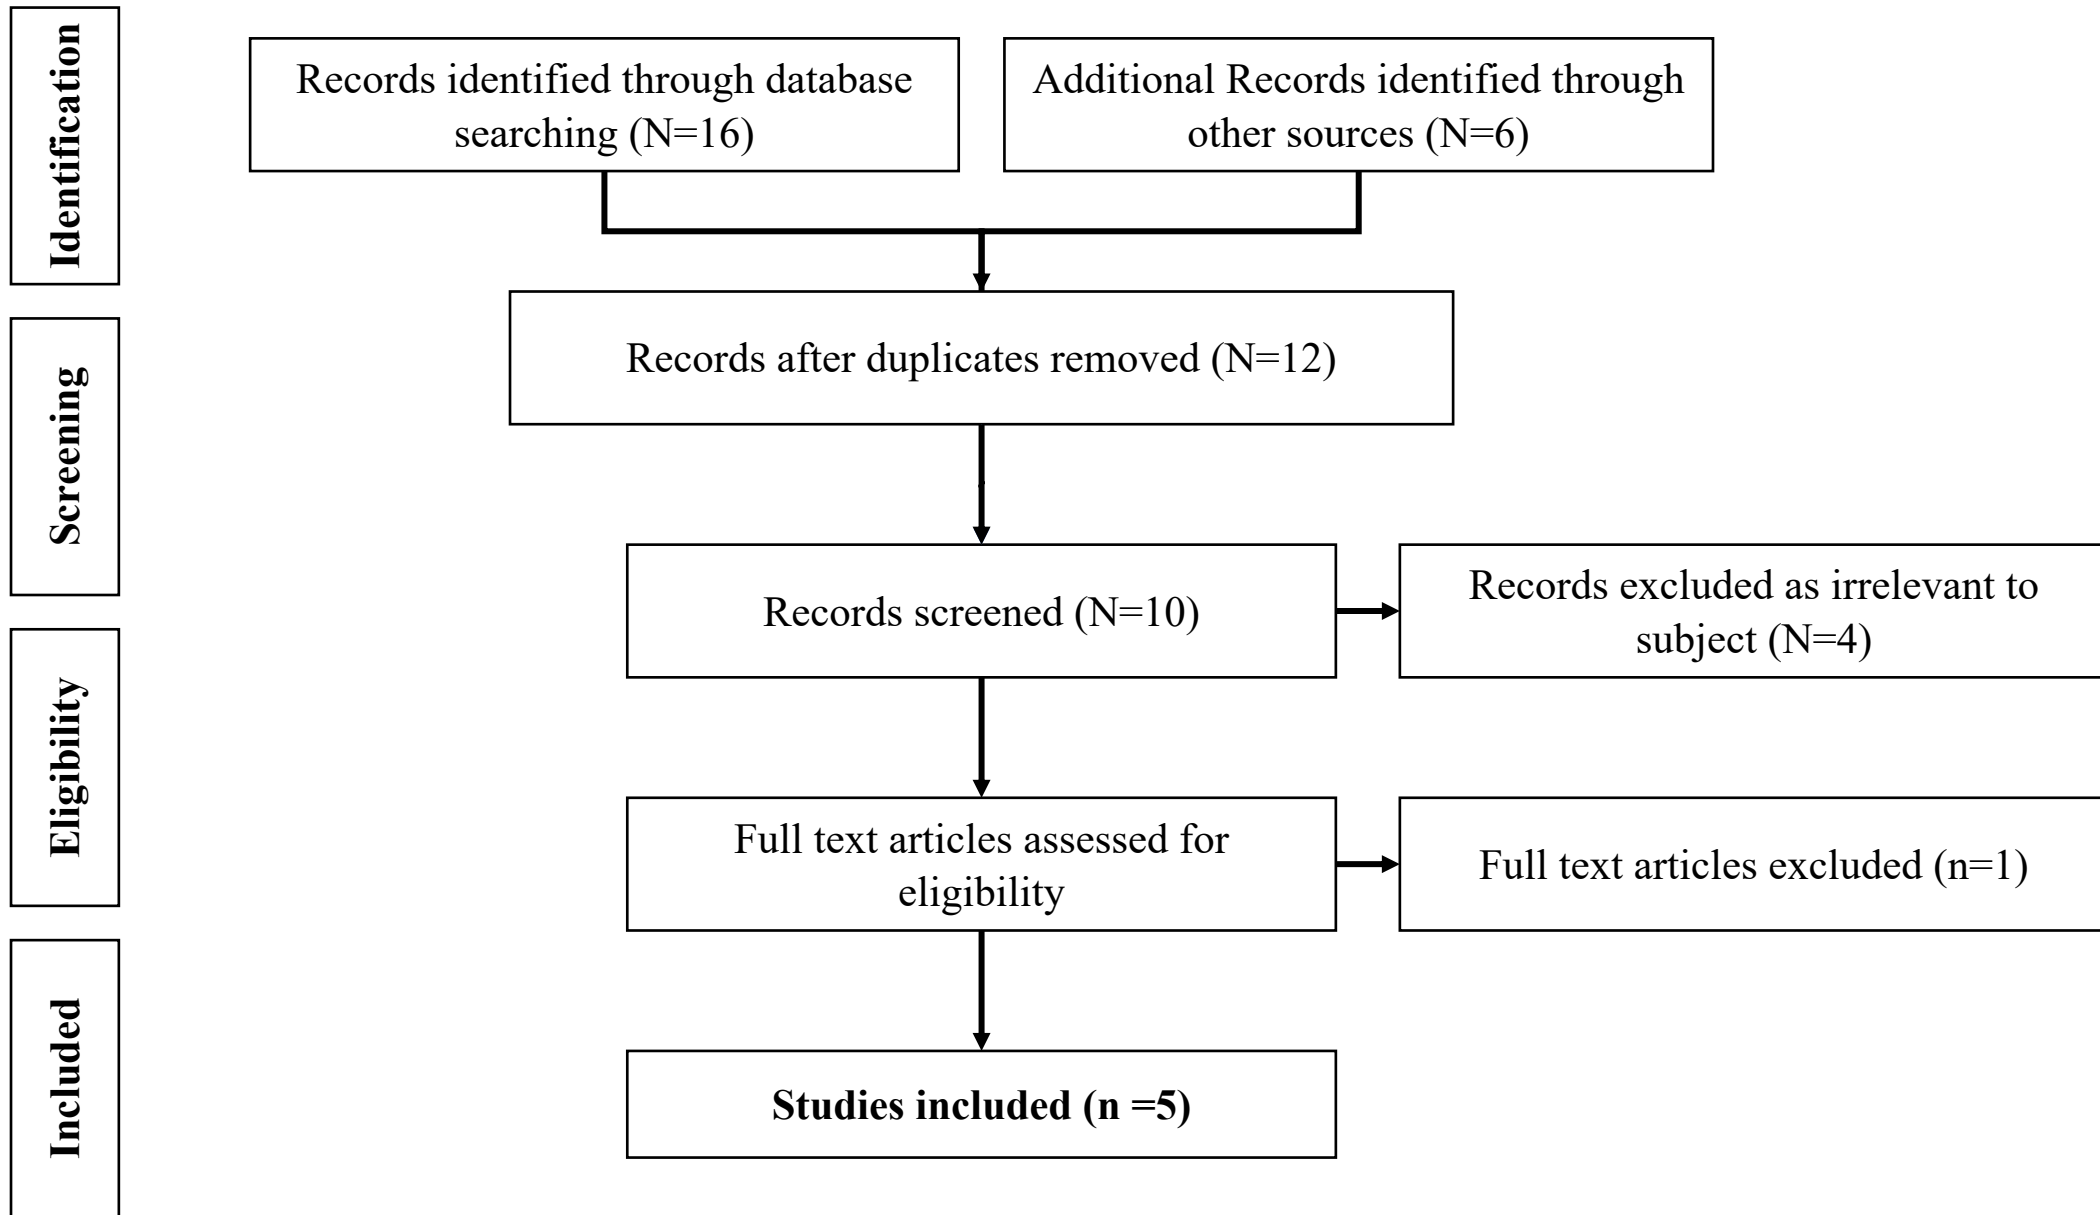 Identification
Records identified through database
searching (N=16)
Additional Records identified through
other sources (N=6)
Screening
Records after duplicates removed (N=12)
Records screened (N=10)
Records excluded as irrelevant to
subject (N=4)
Eligibility
Full text articles assessed for
eligibility
Full text articles excluded (n=1)
Included
Studies included (n =5)